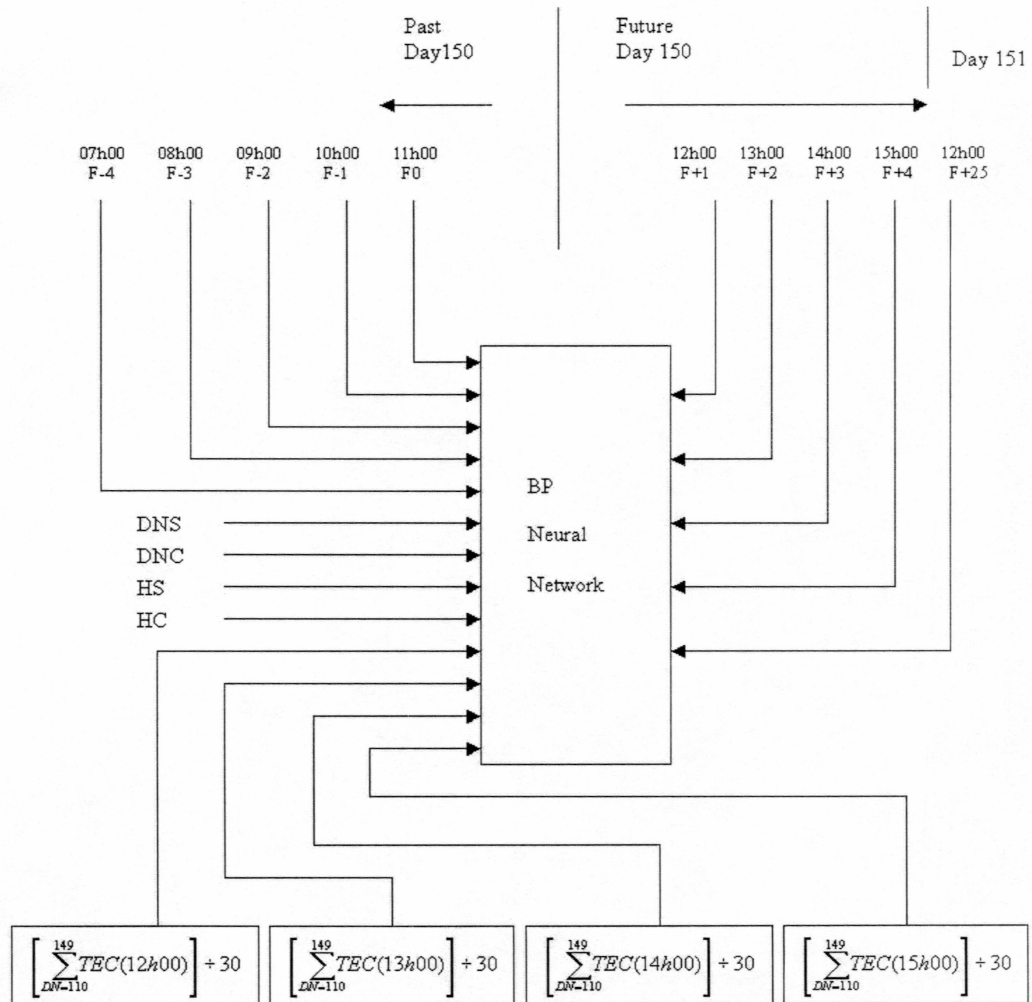 Past
Day150
Future
Day 150
Day 151
07h00 08h00 09h00 10h00 11h00 12h00 13h00 14h00 15h00 12h00
F-4 F-3 F-2 F-1 F0 F+1 F+2 F+3 F+4 F+25
BP
Neural
Network
DNS
DNC
HS
HC
[∑_{DN=110}^{149} TEC(12h00)] ÷ 30
[∑_{DN=110}^{149} TEC(13h00)] ÷ 30
[∑_{DN=110}^{149} TEC(14h00)] ÷ 30
[∑_{DN=110}^{149} TEC(15h00)] ÷ 30